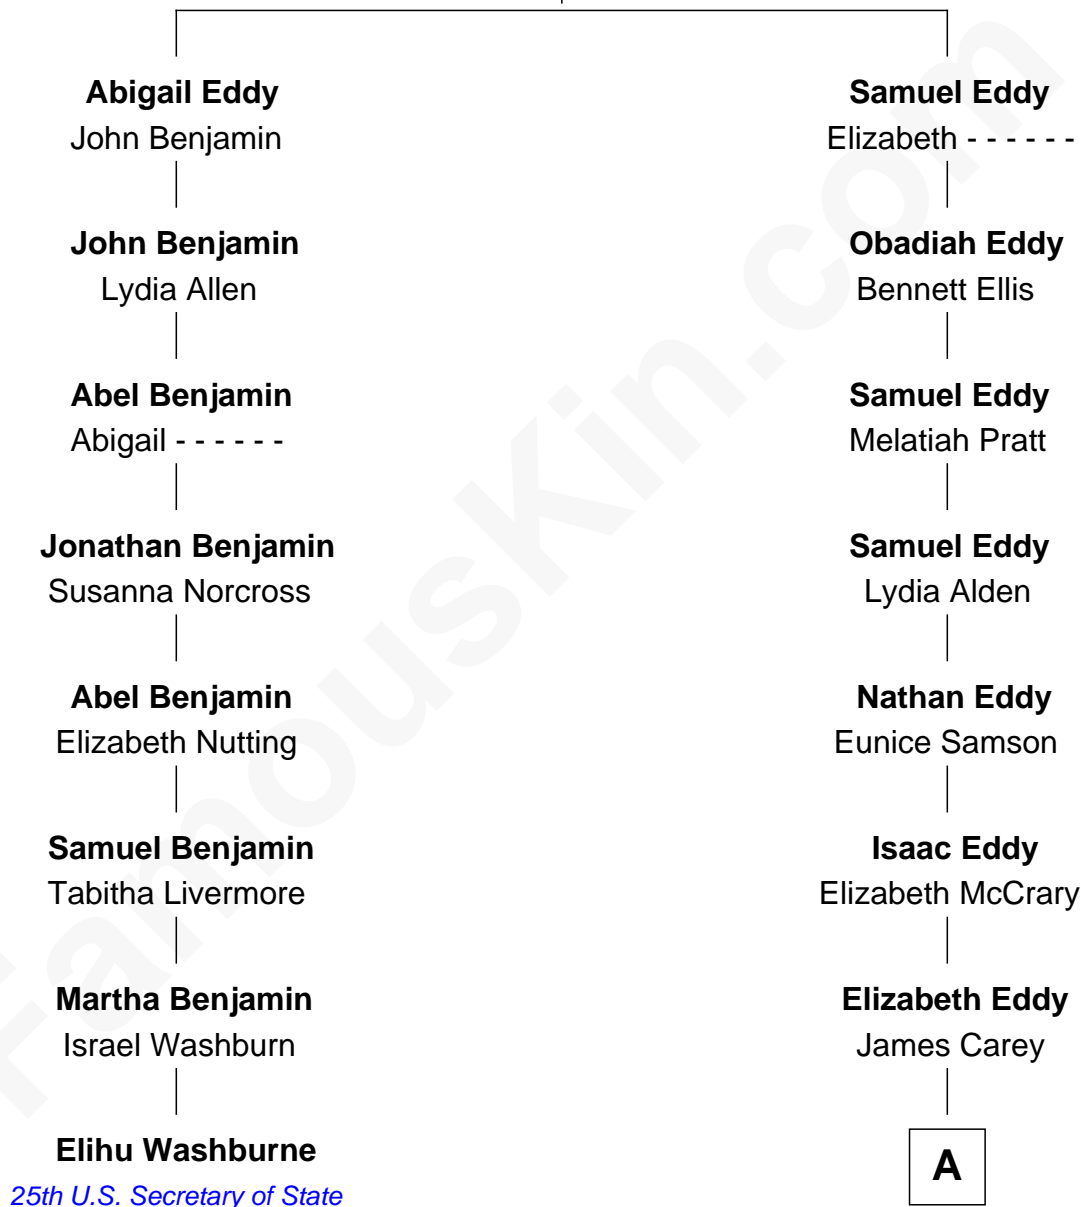 Abigail Eddy
John Benjamin
Samuel Eddy
Elizabeth - - - - - -
John Benjamin
Lydia Allen
Obadiah Eddy
Bennett Ellis
Abel Benjamin
Abigail - - - - - -
Samuel Eddy
Melatiah Pratt
Jonathan Benjamin
Susanna Norcross
Samuel Eddy
Lydia Alden
Abel Benjamin
Elizabeth Nutting
Nathan Eddy
Eunice Samson
Samuel Benjamin
Tabitha Livermore
Isaac Eddy
Elizabeth McCrary
Martha Benjamin
Israel Washburn
Elizabeth Eddy
James Carey
Elihu Washburne
25th U.S. Secretary of State
A
FamousKin.com